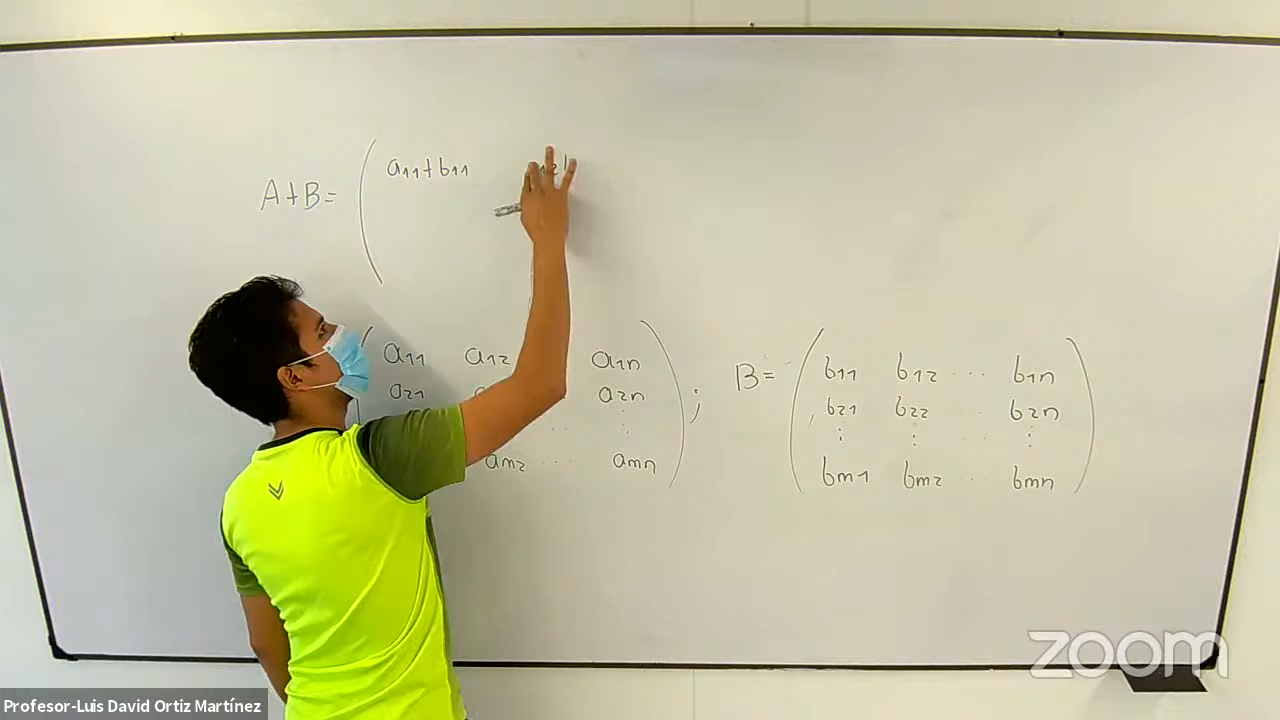 A+B= ( a11+b11
( a11 a12 a1n ) ; B= ( b11 b12 ... b1n )
a21 a2n b21 b22 .. b2n
.. : : : .. :
am2 ... amn bm1 bm2 .. bmn
zoom
Profesor-Luis David Ortiz Martínez